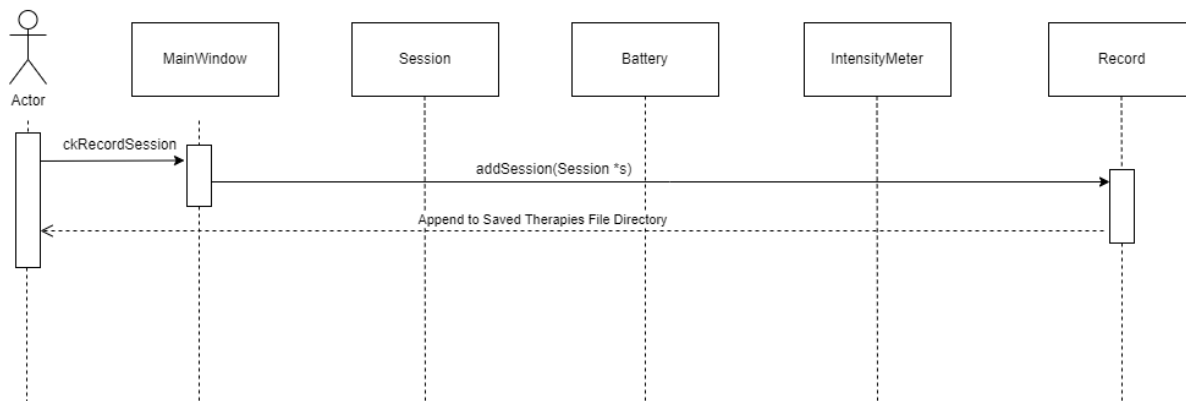 MainWindow
Session
Battery
IntensityMeter
Record
Actor
ckRecordSession
addSession(Session *s)
Append to Saved Therapies File Directory